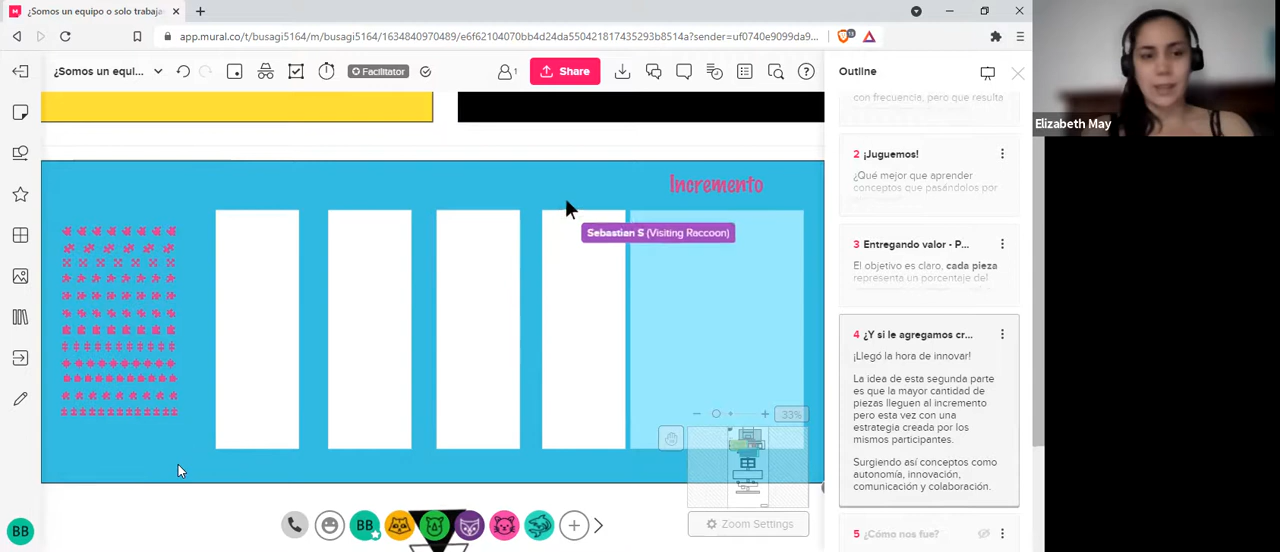 ¿Somos un equipo o solo trabaja
app.mural.co/t/busagi5164/m/busagi5164/1634840970489/e6f62104070bb4d24da550421817435293b8514a?sender=uf0740e9099da9...
13
¿Somos un equi...
Facilitator
1
Share
Outline
Elizabeth May
con frecuencia, pero que resulta
2 ¡Juguemos!
¿Qué mejor que aprender
conceptos que pasándolos por
3 Entregando valor - P...
El objetivo es claro, cada pieza
representa un porcentaje del
4 ¿Y si le agregamos cr...
¡Llegó la hora de innovar!
La idea de esta segunda parte
es que la mayor cantidad de
piezas lleguen al incremento
pero esta vez con una
estrategia creada por los
mismos participantes.
Surgiendo así conceptos como
autonomía, innovación,
comunicación y colaboración.
5 ¿Cómo nos fue?
Incremento
Sebastian S (Visiting Raccoon)
33%
Zoom Settings
BB
BB